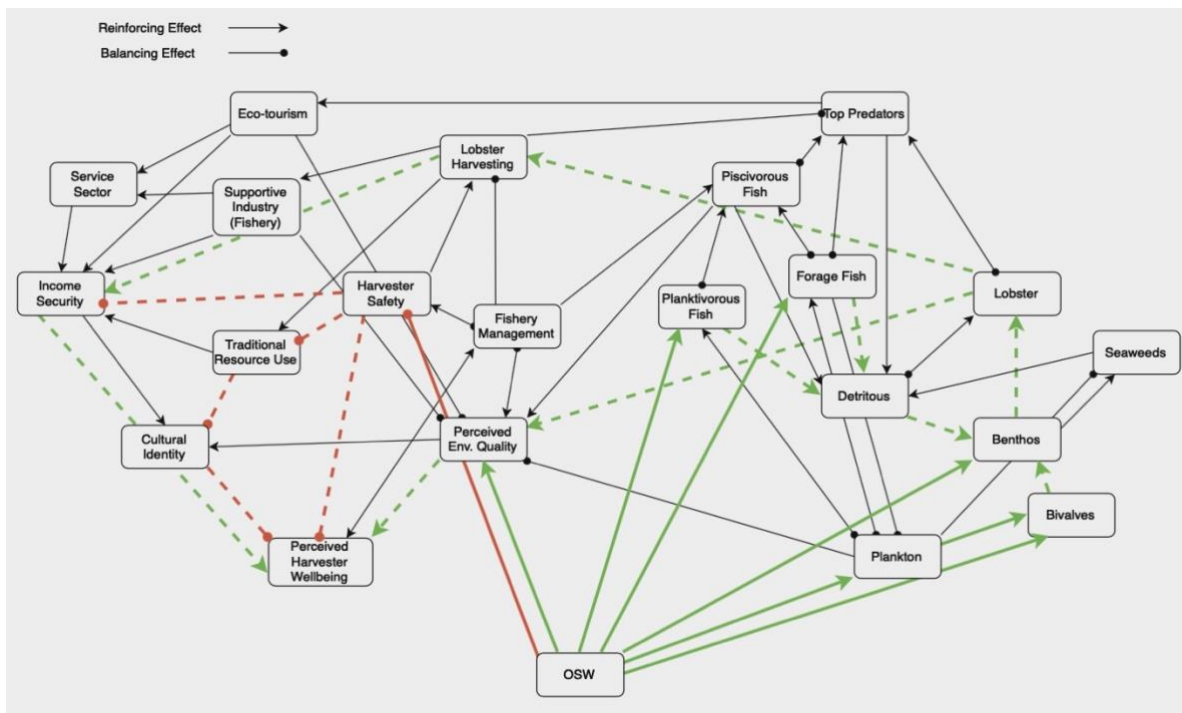 Reinforcing Effect
Balancing Effect
Eco-tourism
Top Predators
Lobster
Harvesting
Service
Sector
Supportive
Industry
(Fishery)
Piscivorous
Fish
Income
Security
Harvester
Safety
Forage Fish
Lobster
Planktivorous
Fish
Fishery
Management
Traditional
Resource Use
Seaweeds
Detritous
Cultural
Identity
Perceived
Env. Quality
Benthos
Bivalves
Perceived
Harvester
Wellbeing
Plankton
OSW